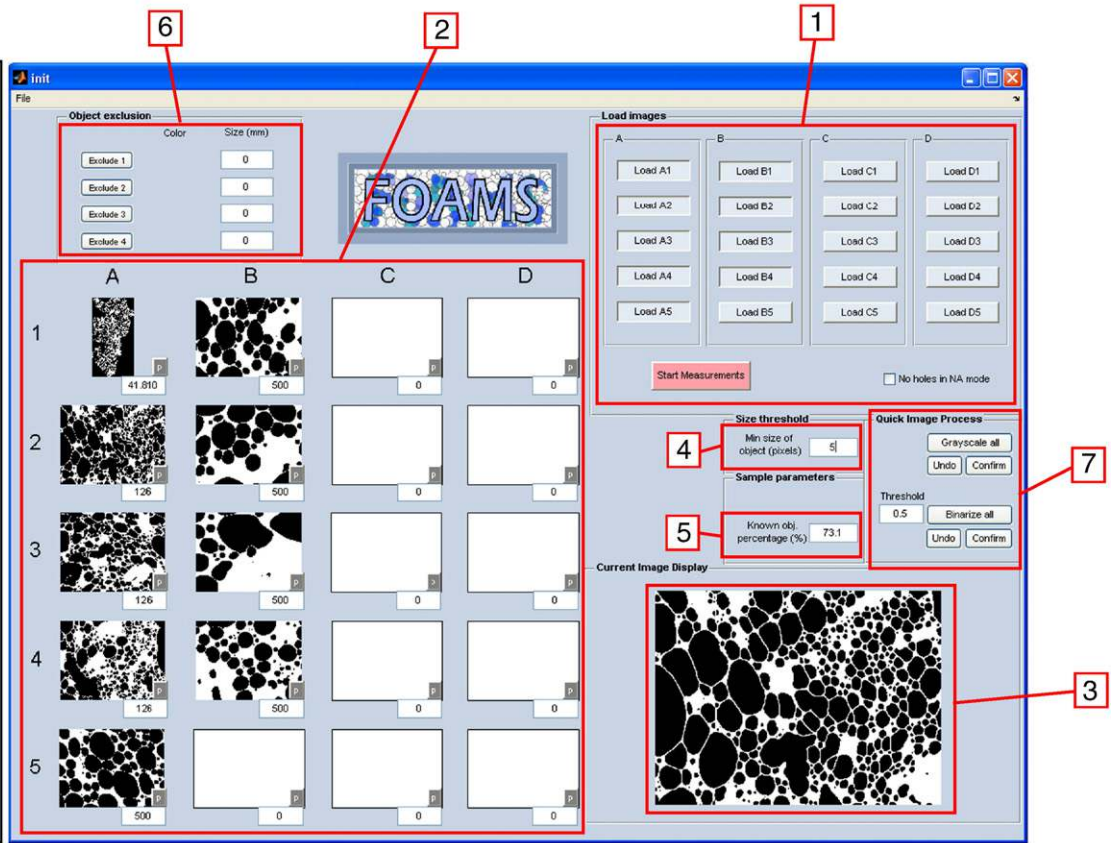 6
2
1
init
File
Object exclusion
Color Size (mm)
Exclude 1 0
Exclude 2 0
Exclude 3 0
Exclude 4 0
FOAMS
Load images
A B C D
Load A1 Load B1 Load C1 Load D1
Load A2 Load B2 Load C2 Load D2
Load A3 Load B3 Load C3 Load D3
Load A4 Load B4 Load C4 Load D4
Load A5 Load B5 Load C5 Load D5
Start Measurements No holes in NA mode
A B C D
1
P P P P
41.810 500 0 0
2
P P P P
126 500 0 0
3
P P P
126 500 0 0
4
P P P P
126 500 0 0
5
P P P P
500 0 0 0
Size threshold
4
Min size of
object (pixels) 5
Sample parameters
5
Known obj.
percentage (%) 73.1
Quick Image Process
Grayscale all
Undo Confirm
7
Threshold
0.5 Binarize all
Undo Confirm
Current Image Display
3